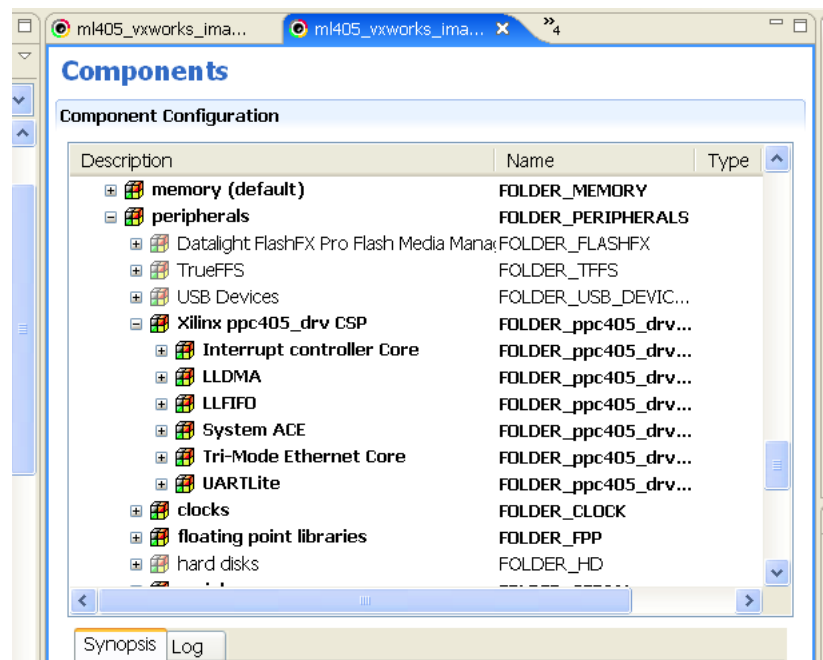 ml405_vxworks_ima... ml405_vxworks_ima... »4
Components
Component Configuration
Description Name Type
memory (default) FOLDER_MEMORY
peripherals FOLDER_PERIPHERALS
Datalight FlashFX Pro Flash Media Mana FOLDER_FLASHFX
TrueFFS FOLDER_TFFS
USB Devices FOLDER_USB_DEVIC...
Xilinx ppc405_drv CSP FOLDER_ppc405_drv...
Interrupt controller Core FOLDER_ppc405_drv...
LLDMA FOLDER_ppc405_drv...
LLFIFO FOLDER_ppc405_drv...
System ACE FOLDER_ppc405_drv...
Tri-Mode Ethernet Core FOLDER_ppc405_drv...
UARTLite FOLDER_ppc405_drv...
clocks FOLDER_CLOCK
floating point libraries FOLDER_FPP
hard disks FOLDER_HD
Synopsis Log